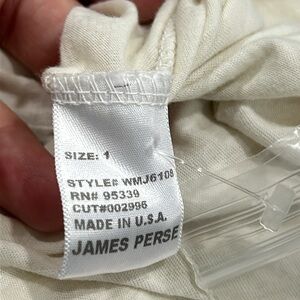 SIZE: 1
STYLE# WMJ6108
RN# 95339
CUT#002996
MADE IN U.S.A.
JAMES PERSE